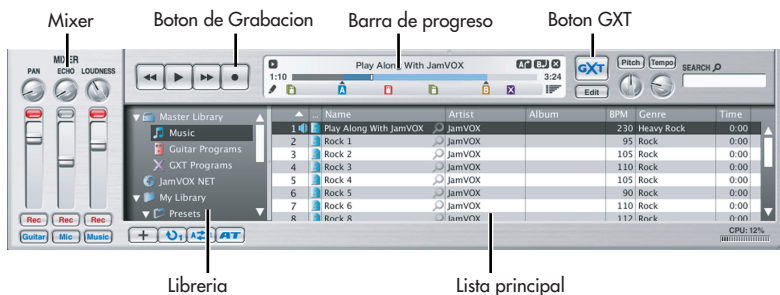 Mixer
Boton de Grabacion
Barra de progreso
Boton GXT
MIXER
PAN ECHO LOUDNESS
Play Along With JamVOX
1:10 3:24
A B
A B X
GXT
Edit
Pitch Tempo SEARCH
Master Library
Music
Guitar Programs
GXT Programs
JamVOX NET
My Library
Presets
... Name Artist Album BPM Genre Time
1 Play Along With JamVOX JamVOX 230 Heavy Rock 0:00
2 Rock 1 JamVOX 95 Rock 0:00
3 Rock 2 JamVOX 105 Rock 0:00
4 Rock 3 JamVOX 110 Rock 0:00
5 Rock 4 JamVOX 105 Rock 0:00
6 Rock 5 JamVOX 90 Rock 0:00
7 Rock 6 JamVOX 110 Rock 0:00
8 Rock 8 JamVOX 112 Rock 0:00
Rec Rec Rec
Guitar Mic Music
+ 1 A Z AT
CPU: 12%
Libreria
Lista principal